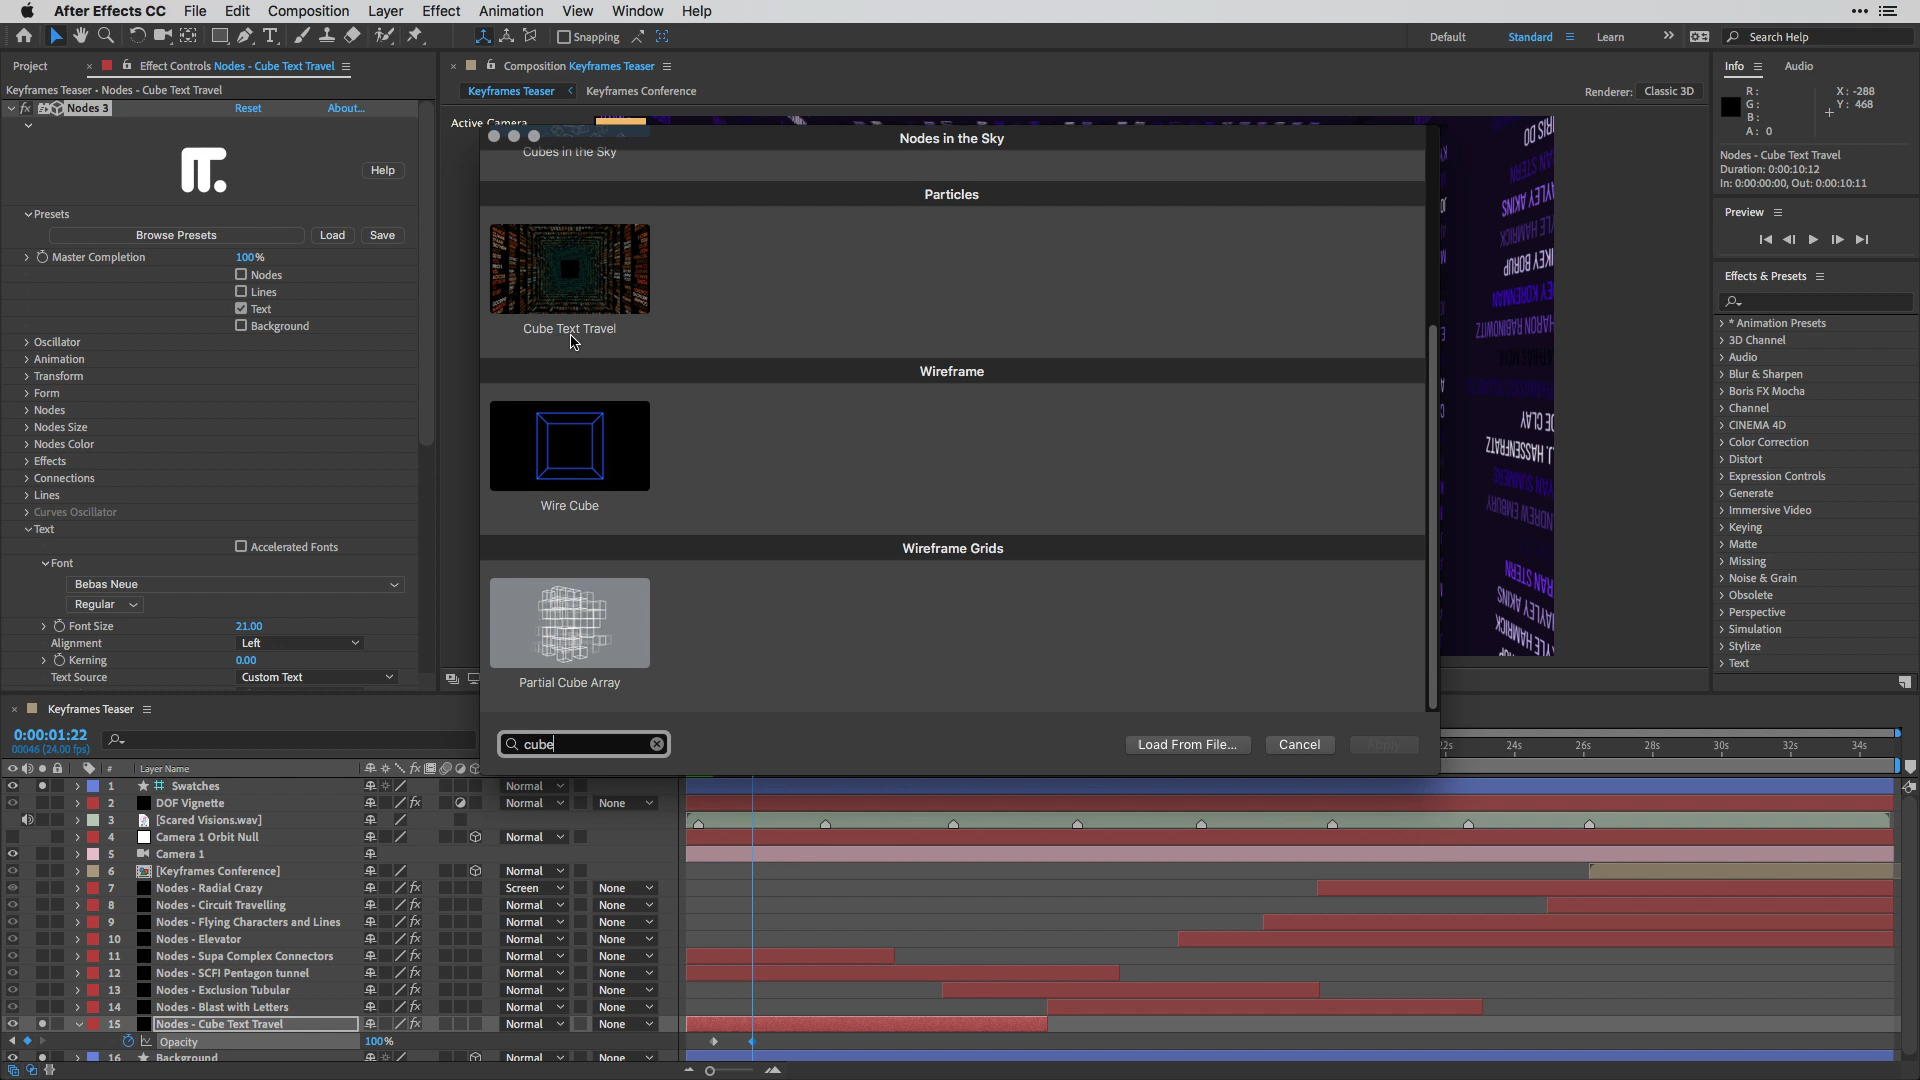 After Effects CC File Edit Composition Layer Effect Animation View Window Help
Snapping Default Standard Learn Search Help
Project Effect Controls Nodes - Cube Text Travel
Composition Keyframes Teaser
Info Audio
Keyframes Teaser • Nodes - Cube Text Travel
Keyframes Teaser Keyframes Conference Renderer: Classic 3D
R: X: -288
G: Y: 468
B:
A: 0
fx Nodes 3 Reset About...
Active Camera
Nodes in the Sky
Cubes in the Sky
Help
Nodes - Cube Text Travel
Duration: 0:00:10:12
In: 0:00:00:00, Out: 0:00:10:11
Particles
Presets
Preview
Browse Presets Load Save
Master Completion 100%
Nodes
Lines
Text
Background
Effects & Presets
Oscillator
Animation
Transform
Form
Nodes
Nodes Size
Nodes Color
Effects
Connections
Lines
Curves Oscillator
Text
Accelerated Fonts
Font
Bebas Neue
Regular
Font Size 21.00
Alignment Left
Kerning 0.00
Text Source Custom Text
Cube Text Travel
Wireframe
Wire Cube
Wireframe Grids
Partial Cube Array
cube
Load From File... Cancel Apply
* Animation Presets
3D Channel
Audio
Blur & Sharpen
Boris FX Mocha
Channel
CINEMA 4D
Color Correction
Distort
Expression Controls
Generate
Immersive Video
Keying
Matte
Missing
Noise & Grain
Obsolete
Perspective
Simulation
Stylize
Text
Keyframes Teaser
0:00:01:22
00046 (24.00 fps)
22s 24s 26s 28s 30s 32s 34s
# Layer Name
1 Swatches Normal
2 DOF Vignette Normal None
3 [Scared Visions.wav]
4 Camera 1 Orbit Null Normal
5 Camera 1
6 [Keyframes Conference] Normal
7 Nodes - Radial Crazy Screen None
8 Nodes - Circuit Travelling Normal None
9 Nodes - Flying Characters and Lines Normal None
10 Nodes - Elevator Normal None
11 Nodes - Supa Complex Connectors Normal None
12 Nodes - SCFI Pentagon tunnel Normal None
13 Nodes - Exclusion Tubular Normal None
14 Nodes - Blast with Letters Normal None
15 Nodes - Cube Text Travel Normal None
Opacity 100%
16 Background Normal None